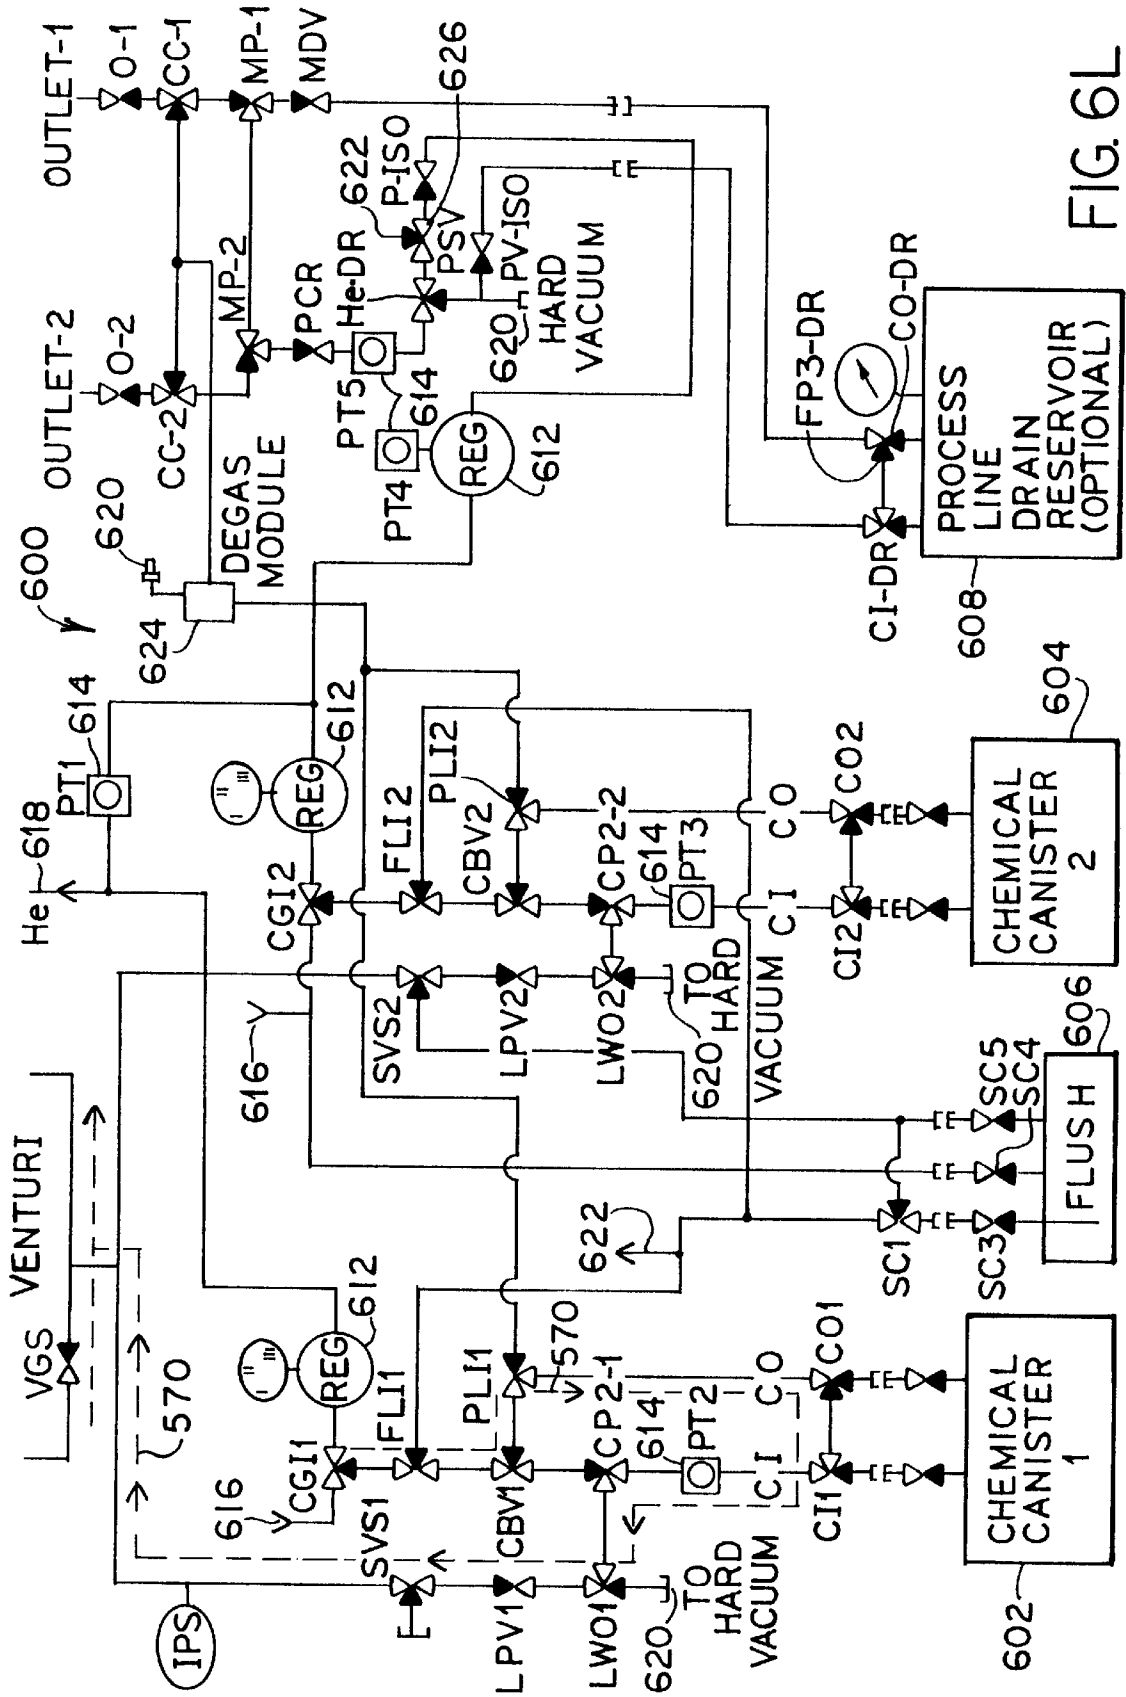 IPS
VGS
VENTURI
570
He
618
600
PT1
614
620
624
DEGAS
MODULE
OUTLET-2
O-2
CC-2
MP-2
OUTLET-1
O-1
CC-1
MP-1
MDV
616
CGI1
REG
612
SVS1
FLI1
PLI1
570
LPV1
CBV1
CP2-1
LWO1
614
PT2
620
TO
HARD
VACUUM
CI
CO
CI1
CO1
CHEMICAL
CANISTER
1
602
616
CGI2
REG
612
SVS2
FLI2
PLI2
LPV2
CBV2
CP2-2
LWO2
614
PT3
620
TO
HARD
VACUUM
CI
CO
CI2
CO2
CHEMICAL
CANISTER
2
604
622
SC1
SC3
SC5
SC4
FLUSH
606
PCR
PT5
PT4
614
REG
612
He-DR
622
P-ISO
626
PSV
PV-ISO
620
HARD
VACUUM
FP3-DR
CO-DR
CI-DR
PROCESS
LINE
DRAIN
RESERVOIR
(OPTIONAL)
608
FIG. 6L